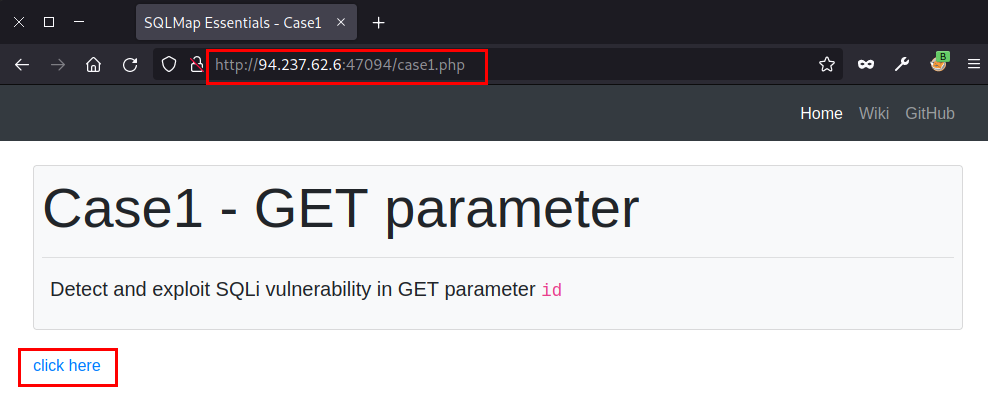 SQLMap Essentials - Case1
http://94.237.62.6:47094/case1.php
B
Home Wiki GitHub
Case1 - GET parameter
Detect and exploit SQLi vulnerability in GET parameter id
click here